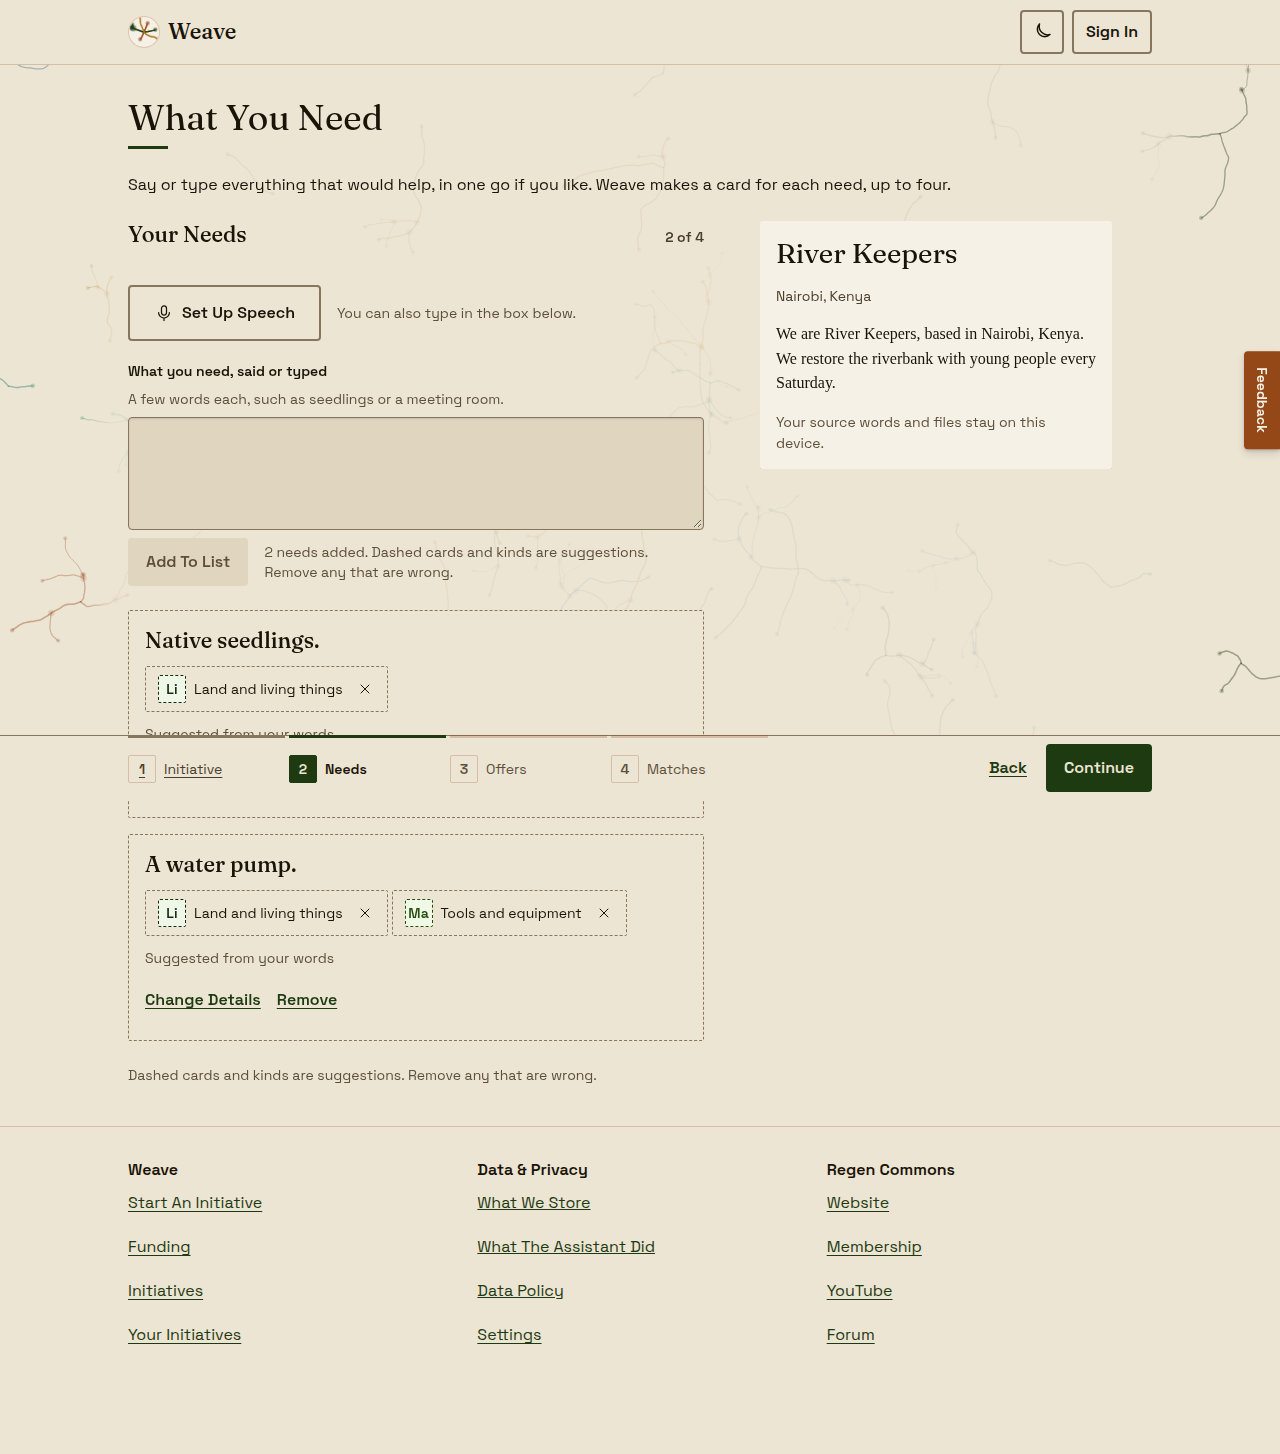 Weave
Sign In
What You Need
Say or type everything that would help, in one go if you like. Weave makes a card for each need, up to four.
Your Needs
2 of 4
Set Up Speech
You can also type in the box below.
What you need, said or typed
A few words each, such as seedlings or a meeting room.
Add To List
2 needs added. Dashed cards and kinds are suggestions.
Remove any that are wrong.
River Keepers
Nairobi, Kenya
We are River Keepers, based in Nairobi, Kenya.
We restore the riverbank with young people every
Saturday.
Your source words and files stay on this
device.
Feedback
Native seedlings.
Li Land and living things
Suggested from your words
1 Initiative
2 Needs
3 Offers
4 Matches
Back
Continue
A water pump.
Li Land and living things
Ma Tools and equipment
Suggested from your words
Change Details
Remove
Dashed cards and kinds are suggestions. Remove any that are wrong.
Weave
Start An Initiative
Funding
Initiatives
Your Initiatives
Data & Privacy
What We Store
What The Assistant Did
Data Policy
Settings
Regen Commons
Website
Membership
YouTube
Forum